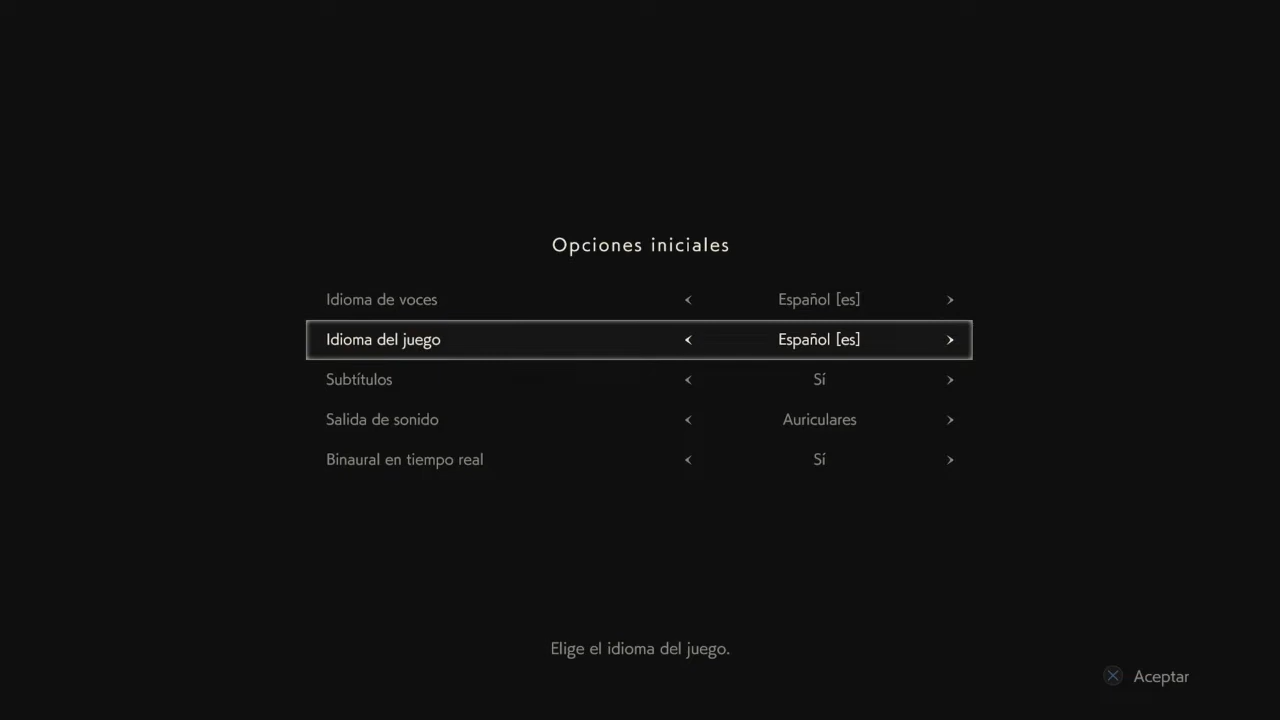 Opciones iniciales
Idioma de voces < Español [es] >
Idioma del juego < Español [es] >
Subtítulos < Sí >
Salida de sonido < Auriculares >
Binaural en tiempo real < Sí >
Elige el idioma del juego.
Aceptar